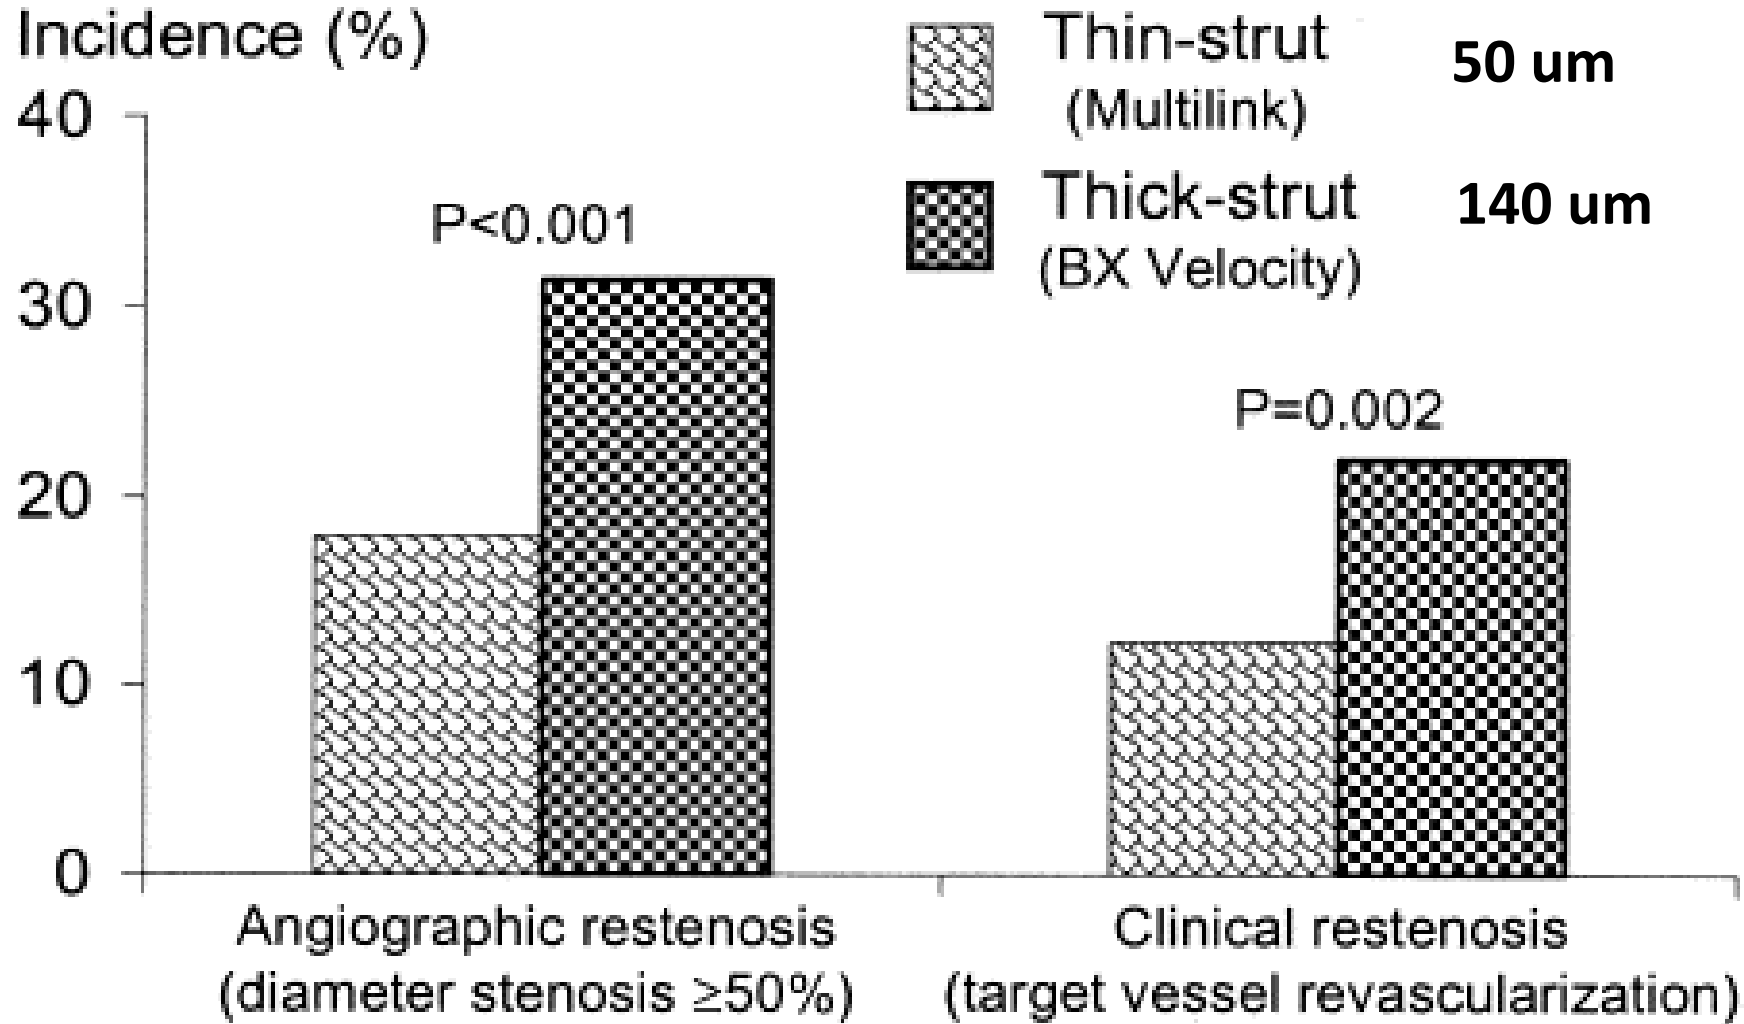 Incidence (%)
40
30
20
10
0
Thin-strut 50 um
(Multilink)
Thick-strut 140 um
(BX Velocity)
P<0.001
P=0.002
Angiographic restenosis
(diameter stenosis ≥50%)
Clinical restenosis
(target vessel revascularization)